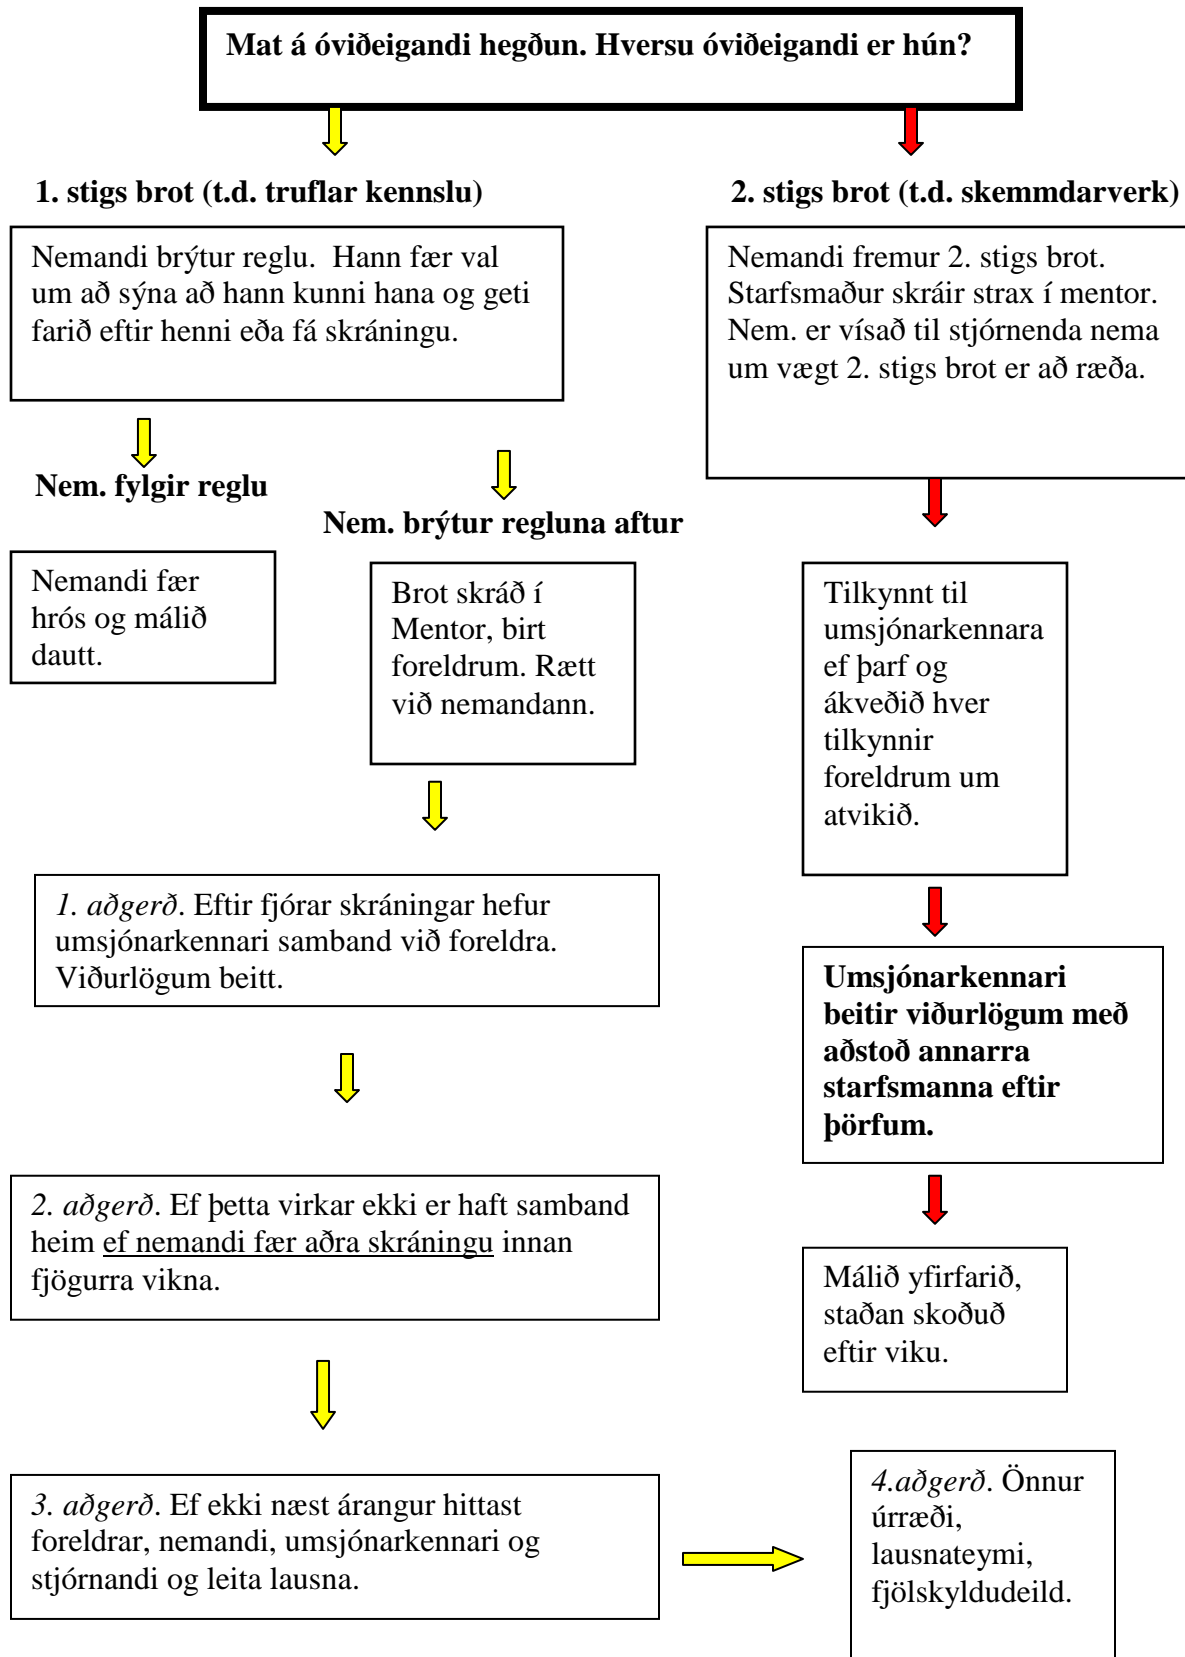 Mat á óviðeigandi hegðun. Hversu óviðeigandi er hún?
1. stigs brot (t.d. truflar kennslu)
Nemandi brýtur reglu.  Hann fær val
um að sýna að hann kunni hana og geti
farið eftir henni eða fá skráningu.
Nem. fylgir reglu
Nemandi fær
hrós og málið
dautt.
Nem. brýtur regluna aftur
Brot skráð í
Mentor, birt
foreldrum. Rætt
við nemandann.
1. aðgerð. Eftir fjórar skráningar hefur
umsjónarkennari samband við foreldra.
Viðurlögum beitt.
2. aðgerð. Ef þetta virkar ekki er haft samband
heim ef nemandi fær aðra skráningu innan
fjögurra vikna.
3. aðgerð. Ef ekki næst árangur hittast
foreldrar, nemandi, umsjónarkennari og
stjórnandi og leita lausna.
4.aðgerð. Önnur
úrræði,
lausnateymi,
fjölskyldudeild.
2. stigs brot (t.d. skemmdarverk)
Nemandi fremur 2. stigs brot.
Starfsmaður skráir strax í mentor.
Nem. er vísað til stjórnenda nema
um vægt 2. stigs brot er að ræða.
Tilkynnt til
umsjónarkennara
ef þarf og
ákveðið hver
tilkynnir
foreldrum um
atvikið.
Umsjónarkennari
beitir viðurlögum með
aðstoð annarra
starfsmanna eftir
þörfum.
Málið yfirfarið,
staðan skoðuð
eftir viku.